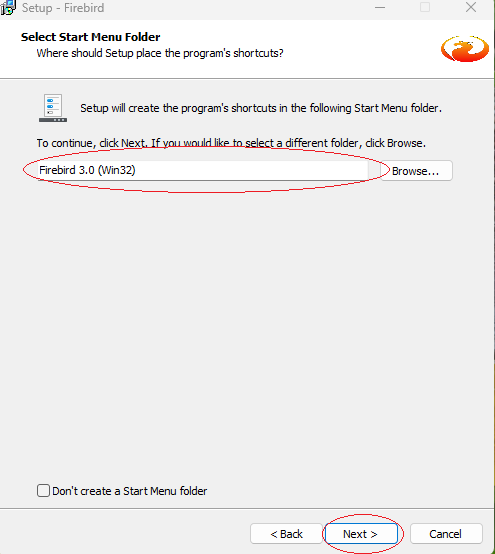 Setup - Firebird
Select Start Menu Folder
Where should Setup place the program's shortcuts?
Setup will create the program's shortcuts in the following Start Menu folder.
To continue, click Next. If you would like to select a different folder, click Browse.
Firebird 3.0 (Win32)
Browse...
Don't create a Start Menu folder
< Back
Next >
Cancel